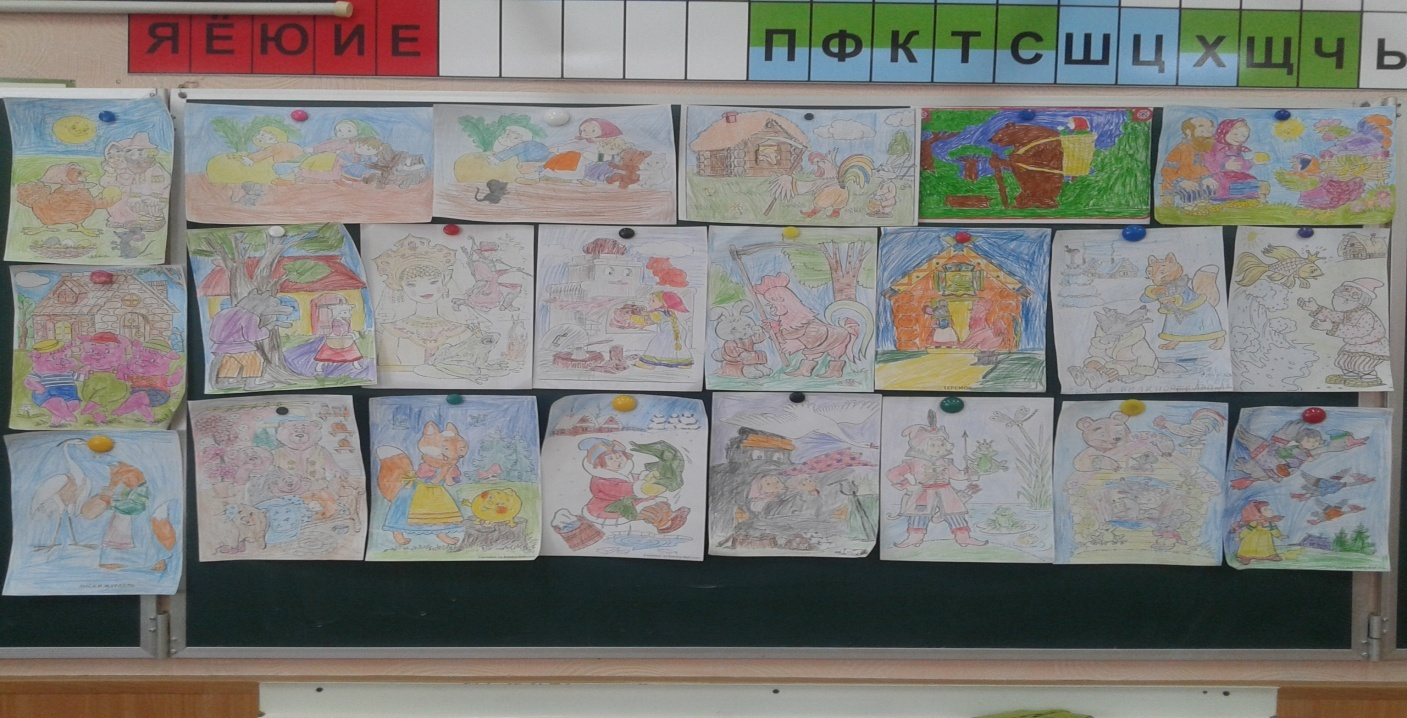 Я Ё Ю И Е П Ф К Т С Ш Ц Х Щ Ч Ь